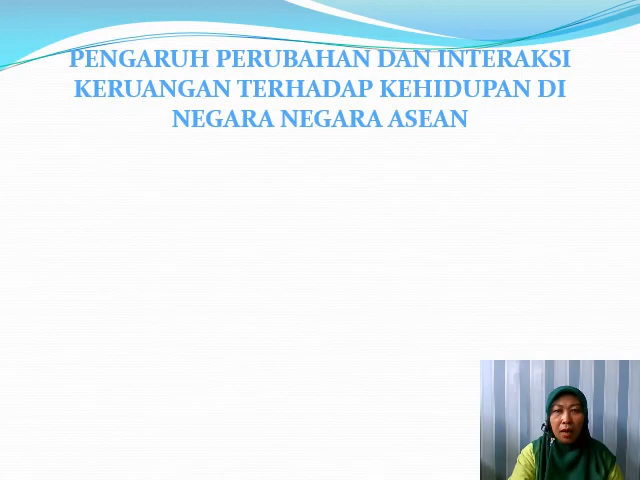 PENGARUH PERUBAHAN DAN INTERAKSI
KERUANGAN TERHADAP KEHIDUPAN DI
NEGARA NEGARA ASEAN